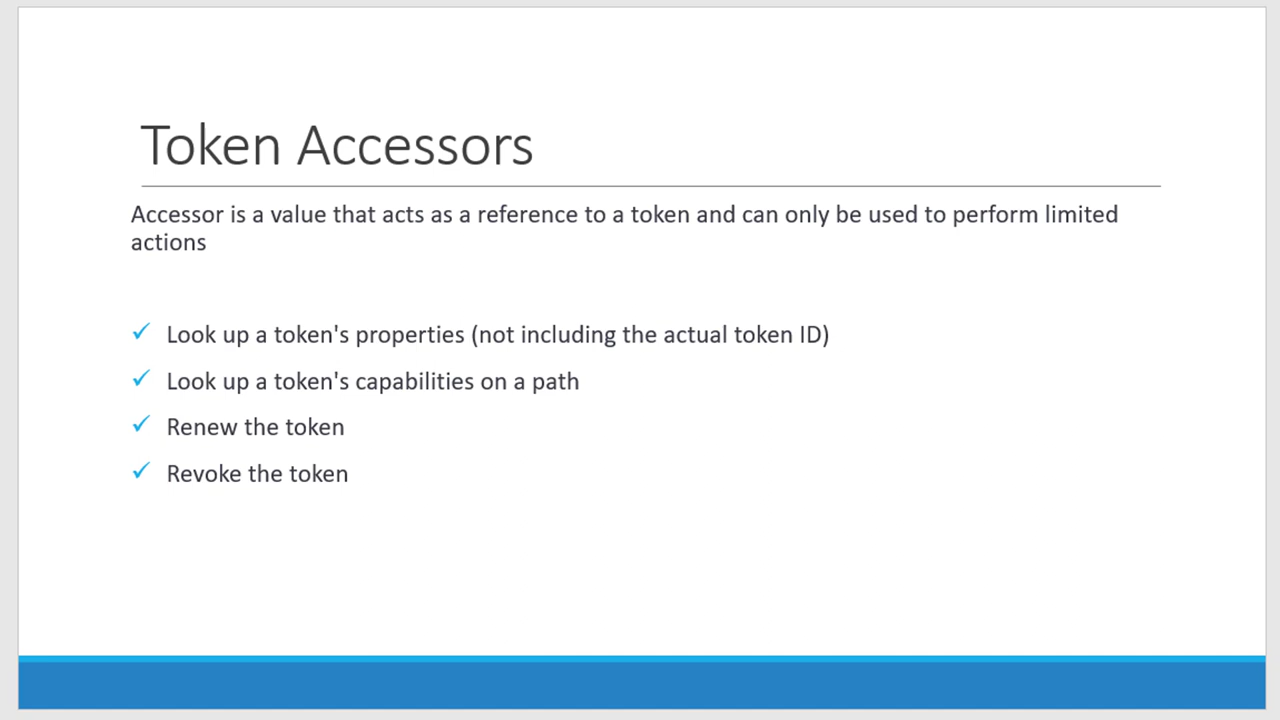 Token Accessors
Accessor is a value that acts as a reference to a token and can only be used to perform limited
actions
✓ Look up a token's properties (not including the actual token ID)
✓ Look up a token's capabilities on a path
✓ Renew the token
✓ Revoke the token